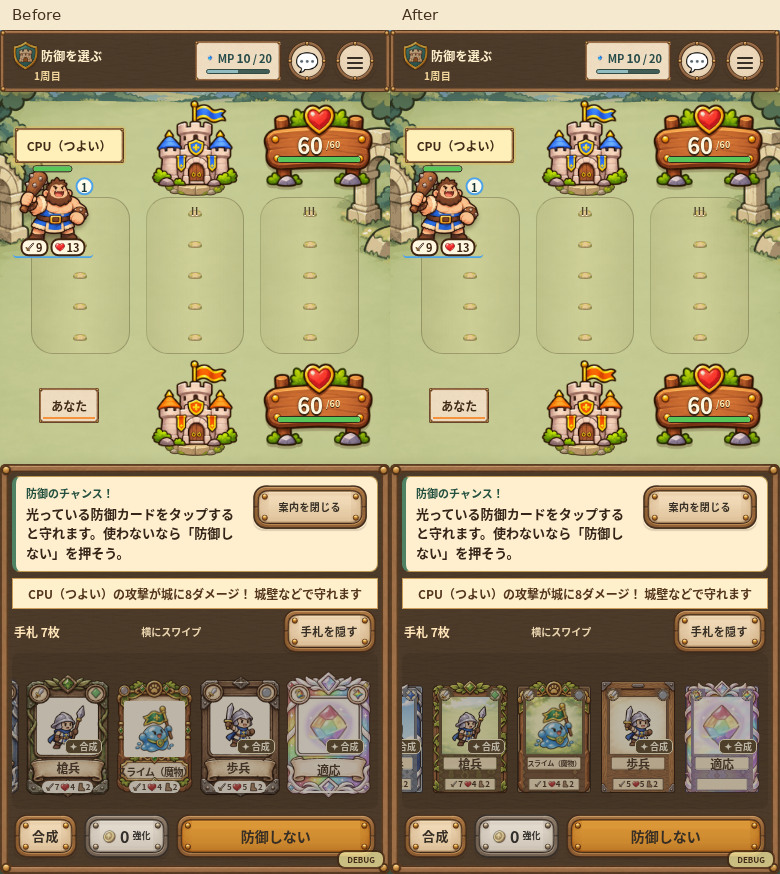 Before
防御を選ぶ
1周目
MP 10 / 20
CPU（つよい）
60 /60
1
9 13
II III
あなた
60 /60
防御のチャンス！
光っている防御カードをタップする
と守れます。使わないなら「防御し
ない」を押そう。
案内を閉じる
CPU（つよい）の攻撃が城に8ダメージ！ 城壁などで守れます
手札 7枚
横にスワイプ
手札を隠す
+ 合成
槍兵
7 4 2
ライム（魔物
1 4 2
+ 合成
歩兵
5 5 2
+ 合成
適応
合成
0 強化
防御しない
DEBUG
After
防御を選ぶ
1周目
MP 10 / 20
CPU（つよい）
60 /60
1
9 13
II III
あなた
60 /60
防御のチャンス！
光っている防御カードをタップする
と守れます。使わないなら「防御し
ない」を押そう。
案内を閉じる
CPU（つよい）の攻撃が城に8ダメージ！ 城壁などで守れます
手札 7枚
横にスワイプ
手札を隠す
合成
+ 合成
槍兵
7 4 2
スライム（魔物）
1 4 2
+ 合成
歩兵
5 5 2
+ 合成
適応
合成
0 強化
防御しない
DEBUG